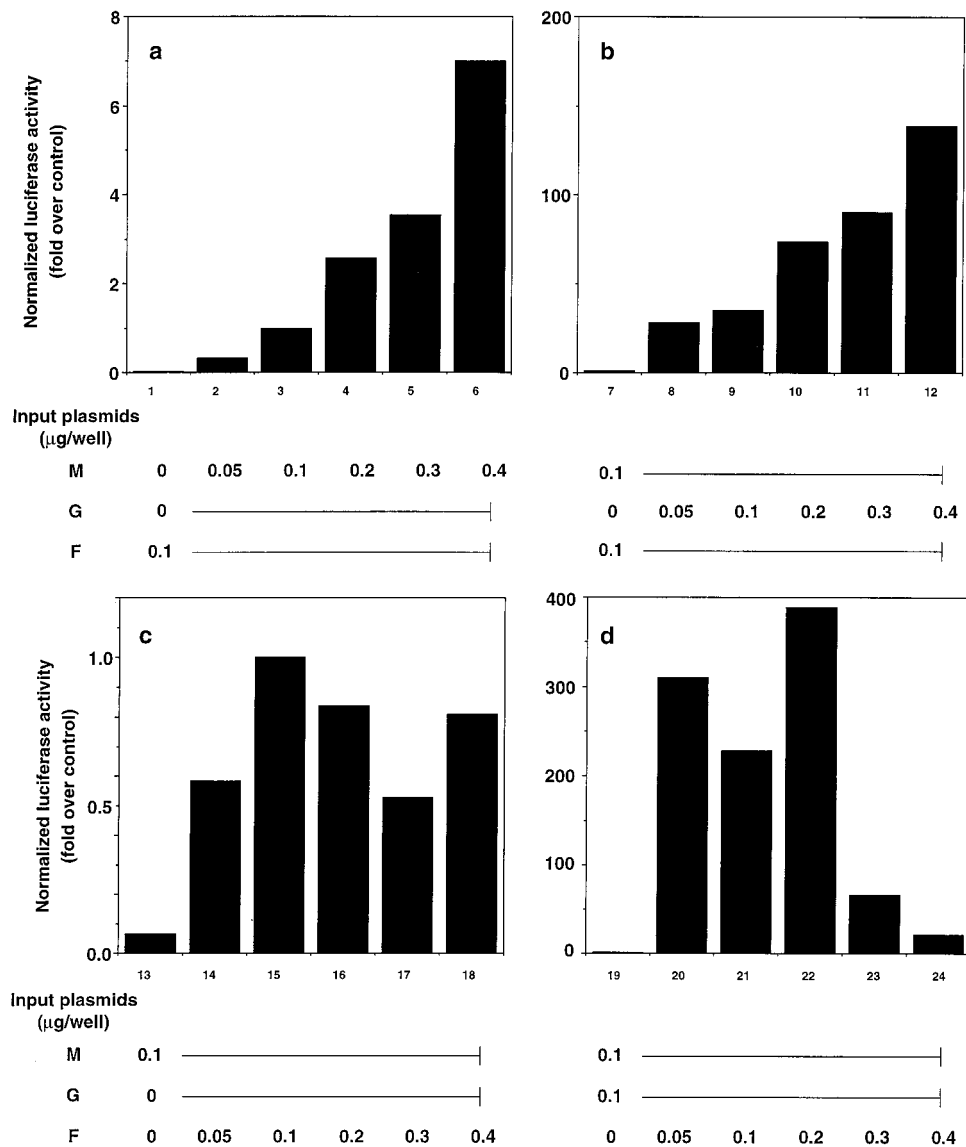 a
8
6
4
2
0
Normalized luciferase activity
(fold over control)
1 2 3 4 5 6
b
200
100
0
7 8 9 10 11 12
Input plasmids
(µg/well)
M 0 0.05 0.1 0.2 0.3 0.4
G 0
F 0.1
0.1
0 0.05 0.1 0.2 0.3 0.4
0.1
c
1.0
0.5
0.0
Normalized luciferase activity
(fold over control)
13 14 15 16 17 18
d
400
300
200
100
0
19 20 21 22 23 24
Input plasmids
(µg/well)
M 0.1
G 0
F 0 0.05 0.1 0.2 0.3 0.4
0.1
0.1
0 0.05 0.1 0.2 0.3 0.4